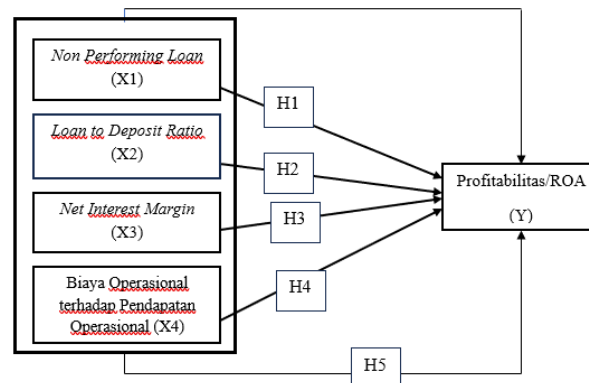 Non Performing Loan
(X1)
Loan to Deposit Ratio
(X2)
Net Interest Margin
(X3)
Biaya Operasional
terhadap Pendapatan
Operasional (X4)
H1
H2
H3
H4
H5
Profitabilitas/ROA
(Y)